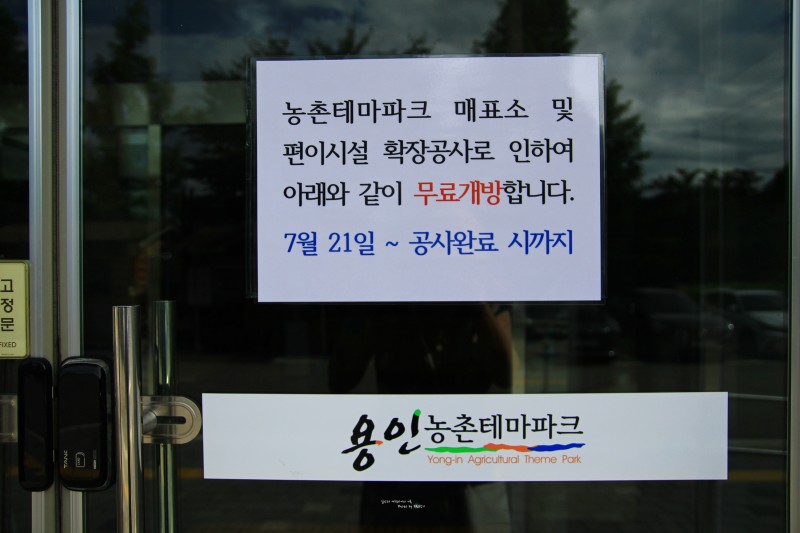 농촌테마파크 매표소 및
편이시설 확장공사로 인하여
아래와 같이 무료개방합니다.
7월 21일 ~ 공사완료 시까지
고정문
FIXED
TANK
용인농촌테마파크
Yong-in Agricultural Theme Park